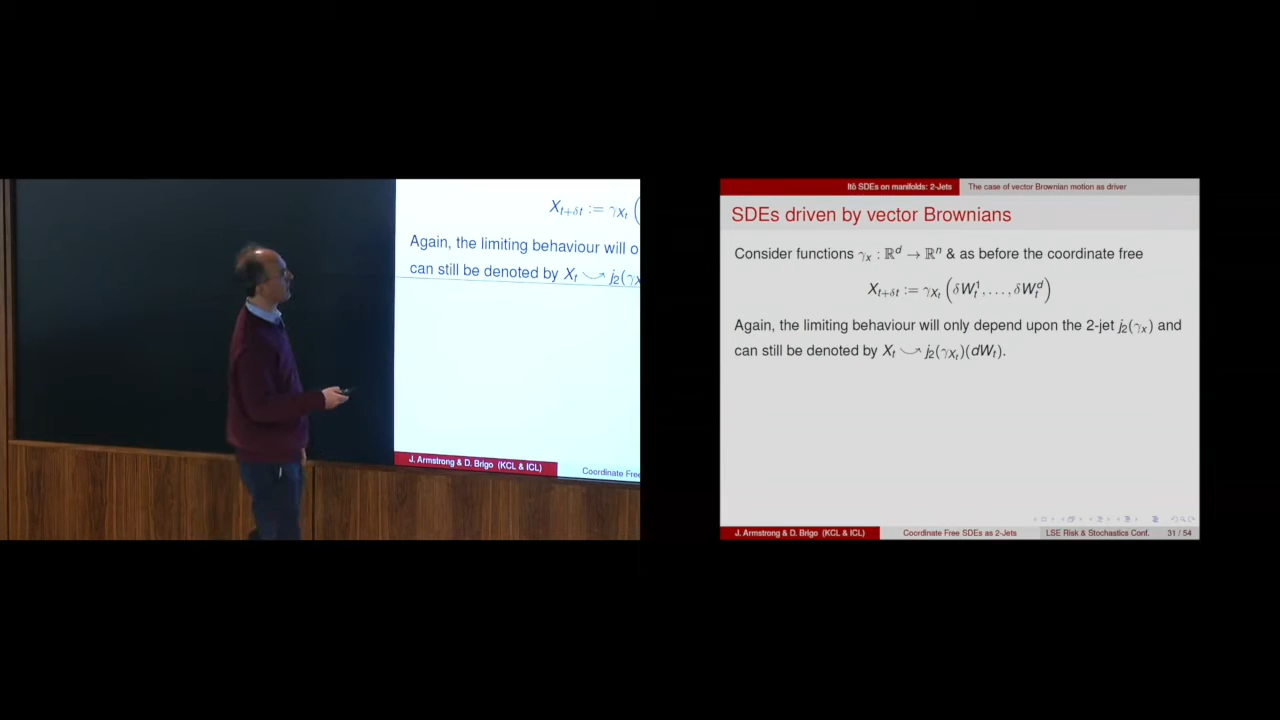 X_{t+δt} := γ_{X_t} (
Again, the limiting behaviour will o
can still be denoted by X_t ⤻ j_2(γ_X
J. Armstrong & D. Brigo (KCL & ICL)
Coordinate Free
Itô SDEs on manifolds: 2-Jets The case of vector Brownian motion as driver
SDEs driven by vector Brownians
Consider functions γ_x : ℝ^d → ℝ^n & as before the coordinate free
X_{t+δt} := γ_{X_t} (δW_t^1, . . . , δW_t^d)
Again, the limiting behaviour will only depend upon the 2-jet j_2(γ_x) and
can still be denoted by X_t ⤻ j_2(γ_{X_t})(dW_t).
J. Armstrong & D. Brigo (KCL & ICL) Coordinate Free SDEs as 2-Jets LSE Risk & Stochastics Conf. 31 / 54